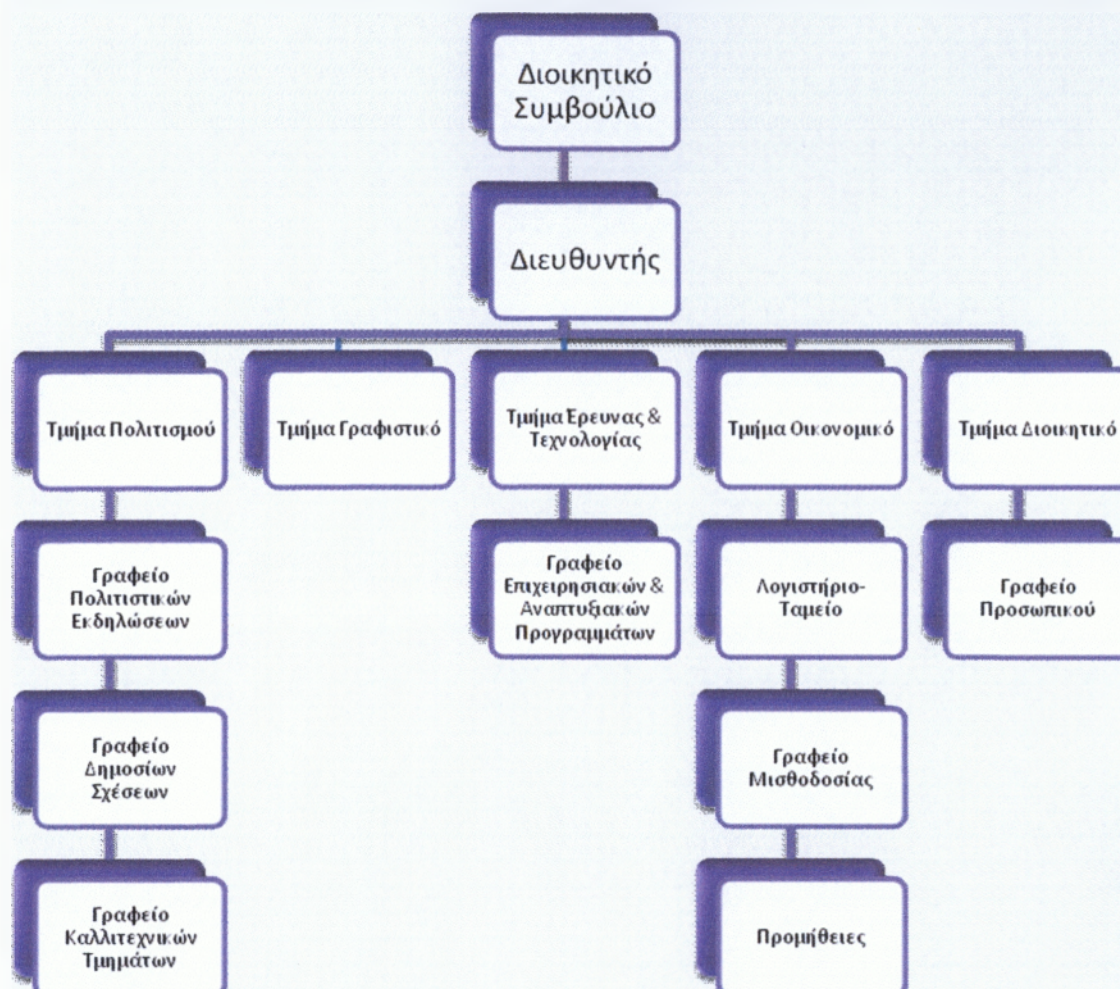 Διοικητικό
Συμβούλιο
Διευθυντής
Τμήμα Πολιτισμού
Τμήμα Γραφιστικό
Τμήμα Ερευνας &
Τεχνολογίας
Τμήμα Οικονομικό
Τμήμα Διοικητικό
Γραφείο
Πολιτιστικών
Εκδηλώσεων
Γραφείο
Επιχειρησιακών &
Αναπτυξιακών
Προγραμμάτων
Λογιστήριο-
Ταμείο
Γραφείο
Προσωπικού
Γραφείο
Δημοσίων
Σχέσεων
Γραφείο
Μισθοδοσίας
Γραφείο
Καλλιτεχνικών
Τμημάτων
Προμήθειες